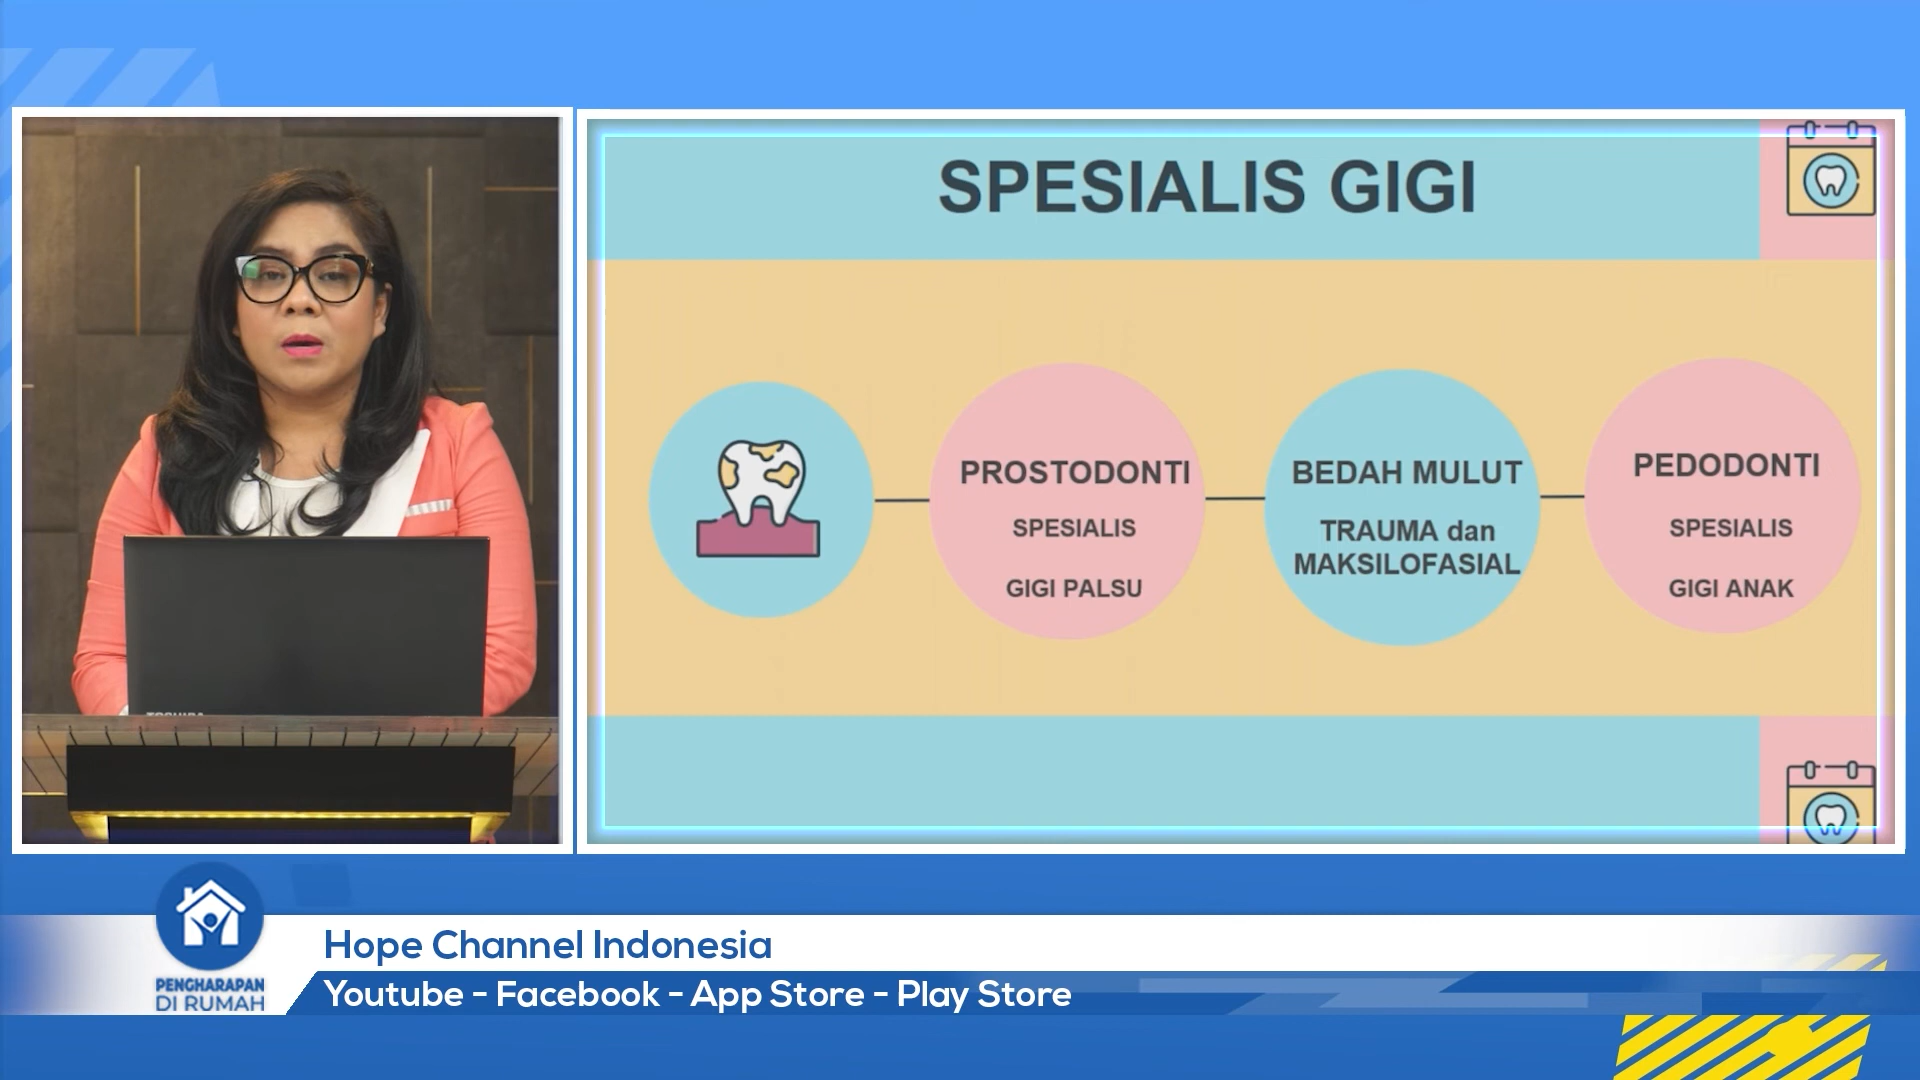 SPESIALIS GIGI
PROSTODONTI
SPESIALIS
GIGI PALSU
BEDAH MULUT
TRAUMA dan
MAKSILOFASIAL
PEDODONTI
SPESIALIS
GIGI ANAK
TOSHIBA
PENGHARAPAN
DI RUMAH
Hope Channel Indonesia
Youtube - Facebook - App Store - Play Store